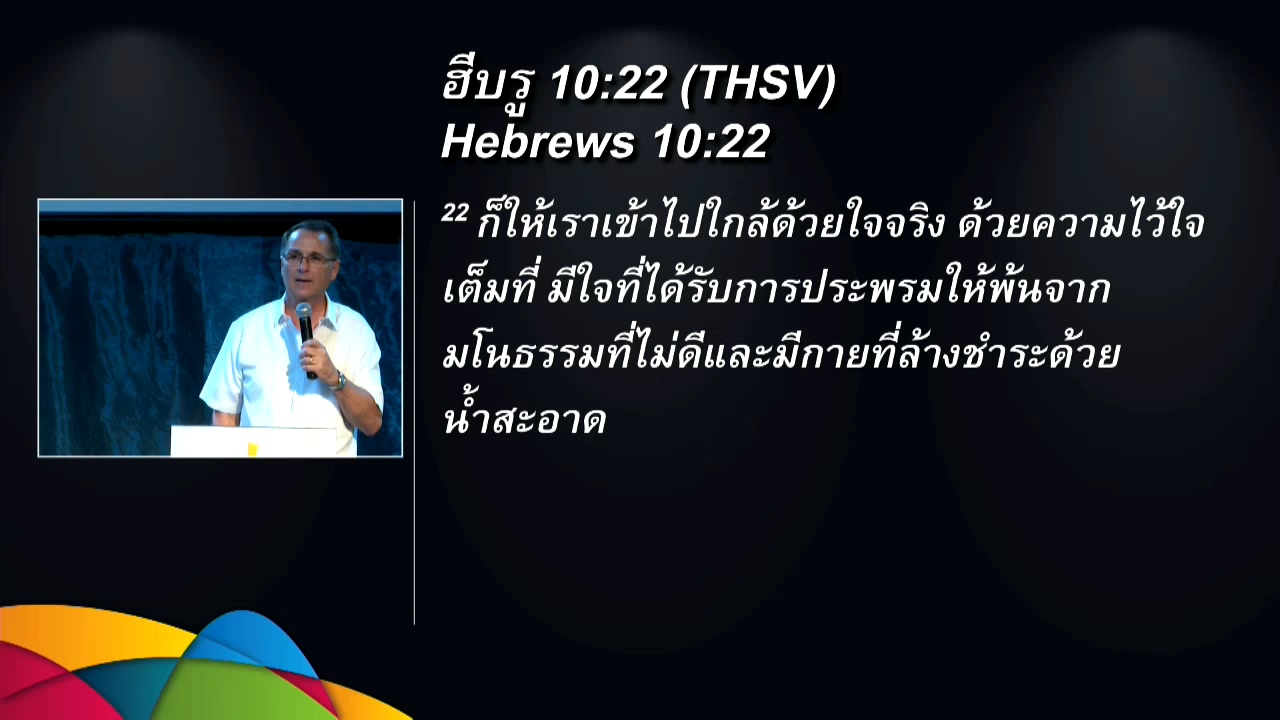 ฮีบรู 10:22 (THSV)
Hebrews 10:22
22 ก็ให้เราเข้าไปใกล้ด้วยใจจริง ด้วยความไว้ใจ
เต็มที่ มีใจที่ได้รับการประพรมให้พ้นจาก
มโนธรรมที่ไม่ดีและมีกายที่ล้างชำระด้วย
น้ำสะอาด